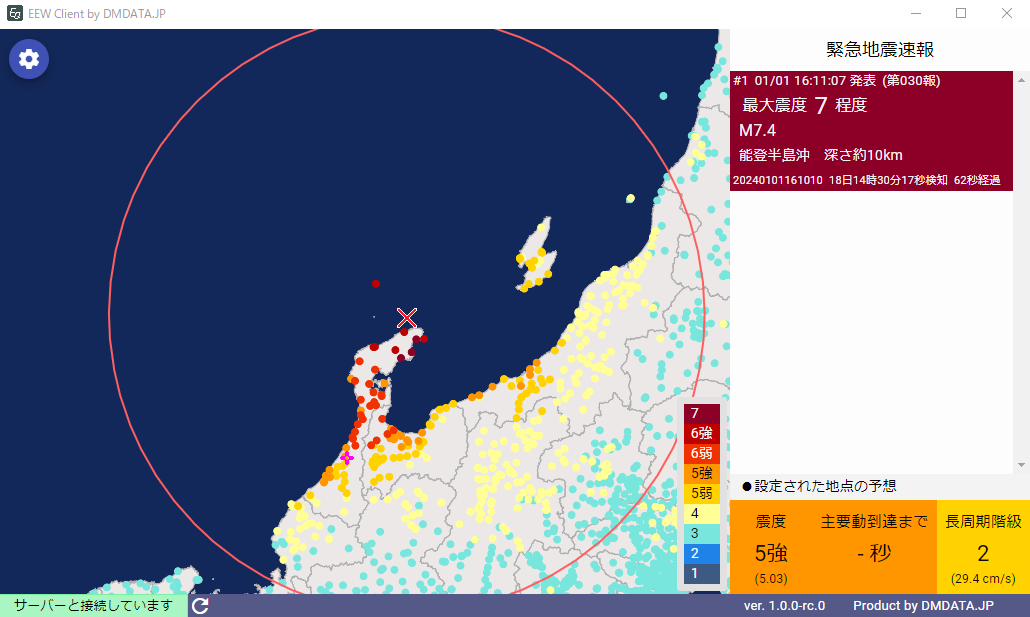 EEW Client by DMDATA.JP
緊急地震速報
#1 01/01 16:11:07 発表 (第030報)
最大震度 7 程度
M7.4
能登半島沖　深さ約10km
20240101161010 18日14時30分17秒検知 62秒経過
7
6強
6弱
5強
5弱
4
3
2
1
●設定された地点の予想
震度 主要動到達まで 長周期階級
5強 - 秒 2
(5.03) (29.4 cm/s)
サーバーと接続しています
ver. 1.0.0-rc.0 Product by DMDATA.JP